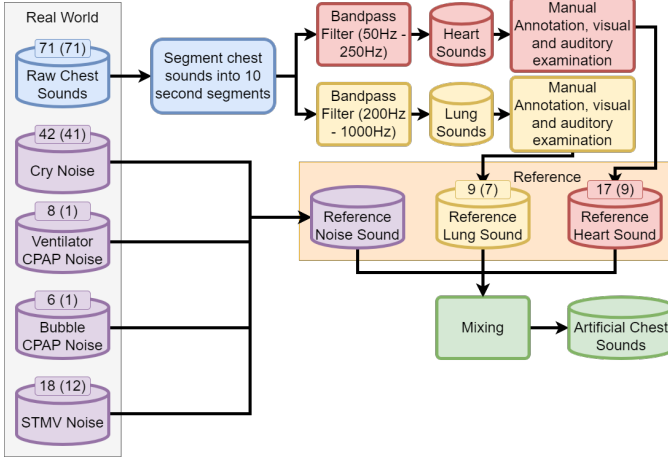 Real World
71 (71)
Raw Chest
Sounds
42 (41)
Cry Noise
8 (1)
Ventilator
CPAP Noise
6 (1)
Bubble
CPAP Noise
18 (12)
STMV Noise
Segment chest
sounds into 10
second segments
Bandpass
Filter (50Hz -
250Hz)
Heart
Sounds
Manual
Annotation, visual
and auditory
examination
Bandpass
Filter (200Hz
- 1000Hz)
Lung
Sounds
Manual
Annotation, visual
and auditory
examination
Reference
Reference
Noise Sound
9 (7)
Reference
Lung Sound
17 (9)
Reference
Heart Sound
Mixing
Artificial Chest
Sounds